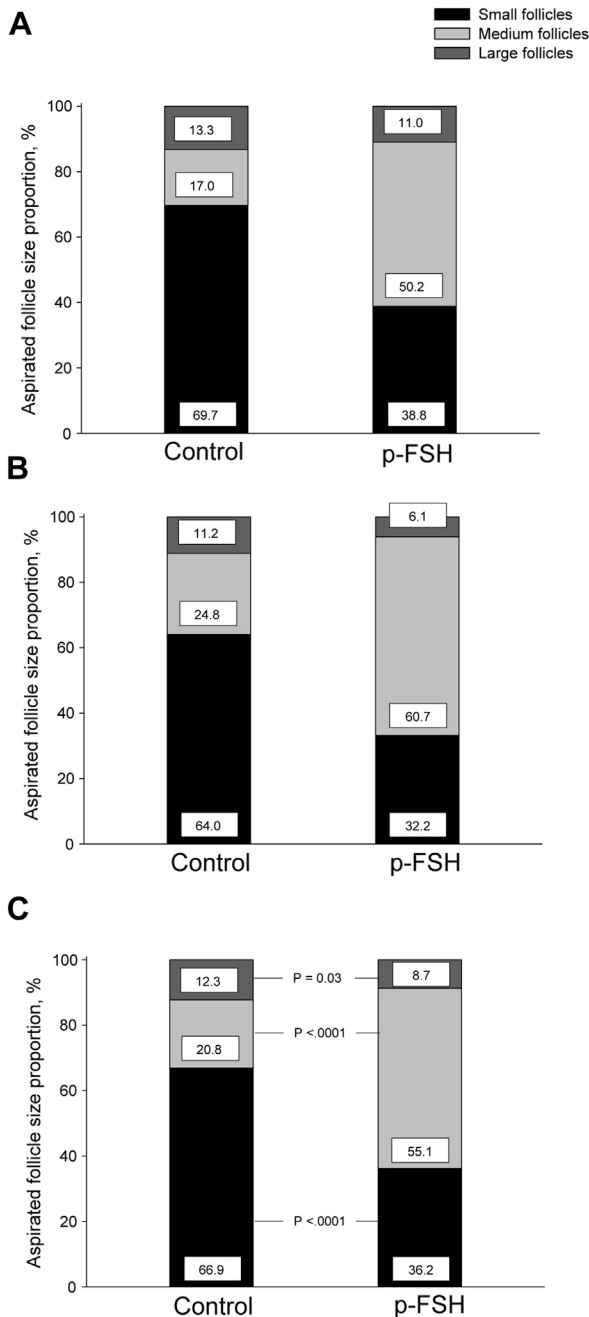 A
Small follicles
Medium follicles
Large follicles
Aspirated follicle size proportion, %
100
80
60
40
20
0
13.3
17.0
69.7
11.0
50.2
38.8
Control
p-FSH
B
Aspirated follicle size proportion, %
100
80
60
40
20
0
11.2
24.8
64.0
6.1
60.7
32.2
Control
p-FSH
C
Aspirated follicle size proportion, %
100
80
60
40
20
0
12.3
20.8
66.9
P = 0.03
P <.0001
P <.0001
8.7
55.1
36.2
Control
p-FSH